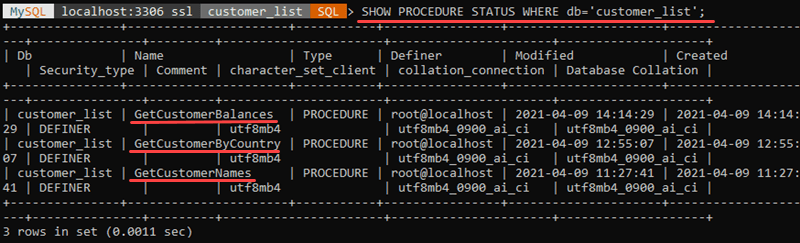 MySQL localhost:3306 ssl customer_list SQL > SHOW PROCEDURE STATUS WHERE db='customer_list';
| Db | Name | Type | Definer | Modified | Created
| Security_type | Comment | character_set_client | collation_connection | Database Collation |
| customer_list | GetCustomerBalances | PROCEDURE | root@localhost | 2021-04-09 14:14:29 | 2021-04-09 14:14:
29 | DEFINER | | utf8mb4 | utf8mb4_0900_ai_ci | utf8mb4_0900_ai_ci |
| customer_list | GetCustomerByCountry | PROCEDURE | root@localhost | 2021-04-09 12:55:07 | 2021-04-09 12:55:
07 | DEFINER | | utf8mb4 | utf8mb4_0900_ai_ci | utf8mb4_0900_ai_ci |
| customer_list | GetCustomerNames | PROCEDURE | root@localhost | 2021-04-09 11:27:41 | 2021-04-09 11:27:
41 | DEFINER | | utf8mb4 | utf8mb4_0900_ai_ci | utf8mb4_0900_ai_ci |
3 rows in set (0.0011 sec)